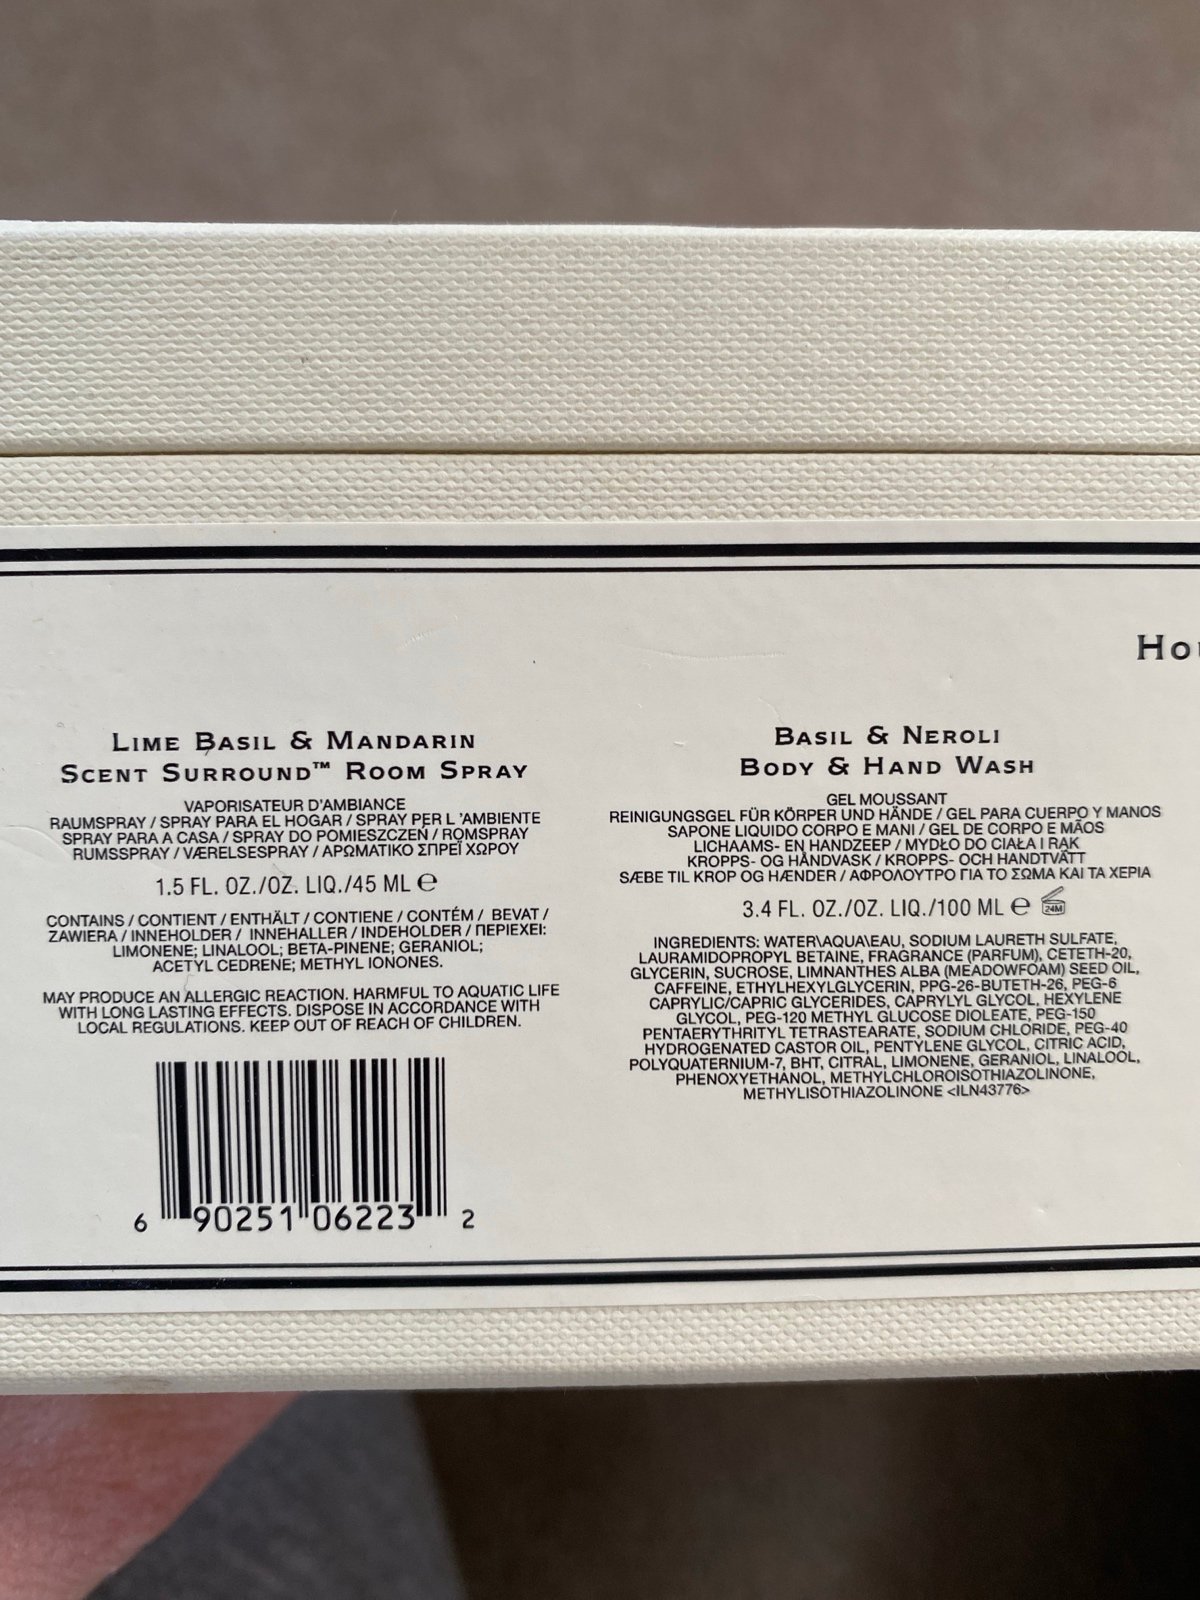 Hou
LIME BASIL & MANDARIN
SCENT SURROUND™ ROOM SPRAY
VAPORISATEUR D'AMBIANCE
RAUMSPRAY / SPRAY PARA EL HOGAR / SPRAY PER L 'AMBIENTE
SPRAY PARA A CASA / SPRAY DO POMIESZCZEŃ / ROMSPRAY
RUMSSPRAY / VÆRELSESPRAY / ΑΡΩΜΑΤΙΚΟ ΣΠΡΕΪ ΧΩΡΟΥ
1.5 FL. OZ./OZ. LIQ./45 ML ℮
CONTAINS / CONTIENT / ENTHÄLT / CONTIENE / CONTÉM / BEVAT /
ZAWIERA / INNEHOLDER / INNEHÅLLER / INDEHOLDER / ΠΕΡΙΕΧΕΙ:
LIMONENE; LINALOOL; BETA-PINENE; GERANIOL;
ACETYL CEDRENE; METHYL IONONES.
MAY PRODUCE AN ALLERGIC REACTION. HARMFUL TO AQUATIC LIFE
WITH LONG LASTING EFFECTS. DISPOSE IN ACCORDANCE WITH
LOCAL REGULATIONS. KEEP OUT OF REACH OF CHILDREN.
6 90251 06223 2
BASIL & NEROLI
BODY & HAND WASH
GEL MOUSSANT
REINIGUNGSGEL FÜR KÖRPER UND HÄNDE / GEL PARA CUERPO Y MANOS
SAPONE LIQUIDO CORPO E MANI / GEL DE CORPO E MÃOS
LICHAAMS- EN HANDZEEP / MYDŁO DO CIAŁA I RĄK
KROPPS- OG HÅNDVASK / KROPPS- OCH HANDTVÄTT
SÆBE TIL KROP OG HÆNDER / ΑΦΡΟΛΟΥΤΡΟ ΓΙΑ ΤΟ ΣΩΜΑ ΚΑΙ ΤΑ ΧΕΡΙΑ
3.4 FL. OZ./OZ. LIQ./100 ML ℮ 24M
INGREDIENTS: WATER\AQUA\EAU, SODIUM LAURETH SULFATE,
LAURAMIDOPROPYL BETAINE, FRAGRANCE (PARFUM), CETETH-20,
GLYCERIN, SUCROSE, LIMNANTHES ALBA (MEADOWFOAM) SEED OIL,
CAFFEINE, ETHYLHEXYLGLYCERIN, PPG-26-BUTETH-26, PEG-6
CAPRYLIC/CAPRIC GLYCERIDES, CAPRYLYL GLYCOL, HEXYLENE
GLYCOL, PEG-120 METHYL GLUCOSE DIOLEATE, PEG-150
PENTAERYTHRITYL TETRASTEARATE, SODIUM CHLORIDE, PEG-40
HYDROGENATED CASTOR OIL, PENTYLENE GLYCOL, CITRIC ACID,
POLYQUATERNIUM-7, BHT, CITRAL, LIMONENE, GERANIOL, LINALOOL,
PHENOXYETHANOL, METHYLCHLOROISOTHIAZOLINONE,
METHYLISOTHIAZOLINONE <ILN43776>